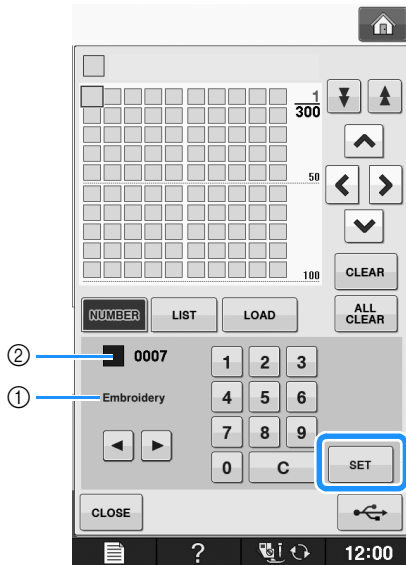 1
300
50
100
CLEAR
NUMBER LIST LOAD ALL CLEAR
② 0007
1 2 3
① Embroidery
4 5 6
7 8 9
0 C SET
CLOSE
? 12:00